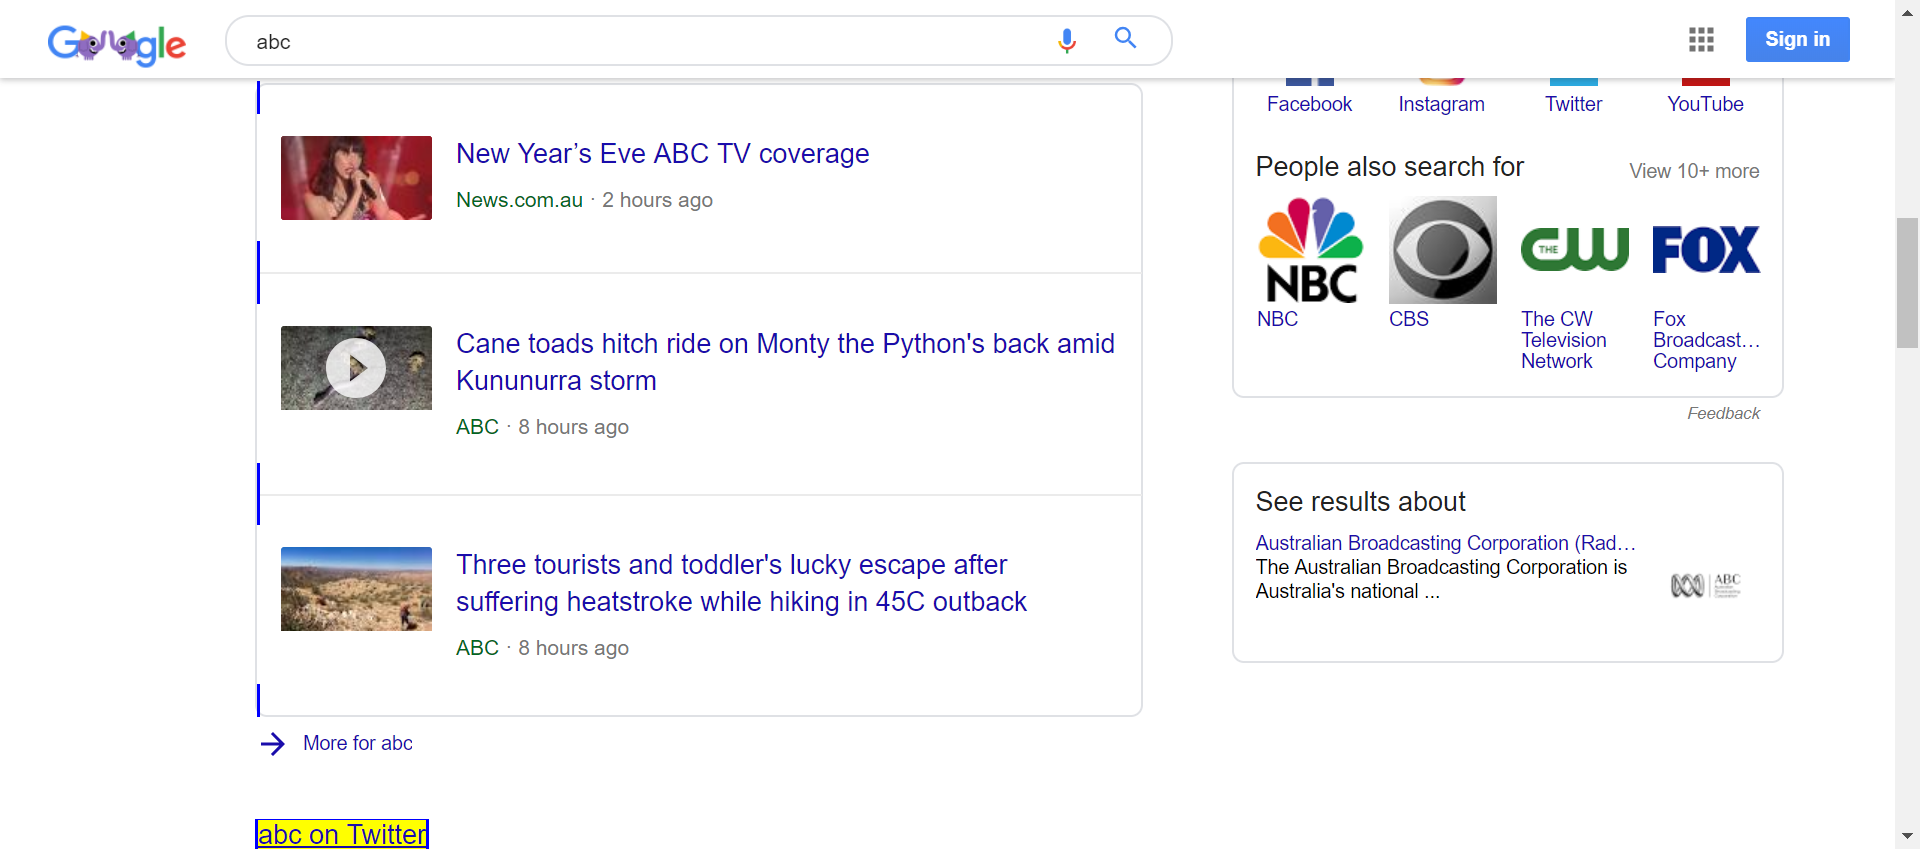 Google
abc
Sign in
New Year’s Eve ABC TV coverage
News.com.au · 2 hours ago
Cane toads hitch ride on Monty the Python's back amid
Kununurra storm
ABC · 8 hours ago
Three tourists and toddler's lucky escape after
suffering heatstroke while hiking in 45C outback
ABC · 8 hours ago
More for abc
abc on Twitter
Facebook
Instagram
Twitter
YouTube
People also search for
View 10+ more
NBC
THE CW
FOX
NBC
CBS
The CW
Television
Network
Fox
Broadcast…
Company
Feedback
See results about
Australian Broadcasting Corporation (Rad…
The Australian Broadcasting Corporation is
Australia's national ...
ABC